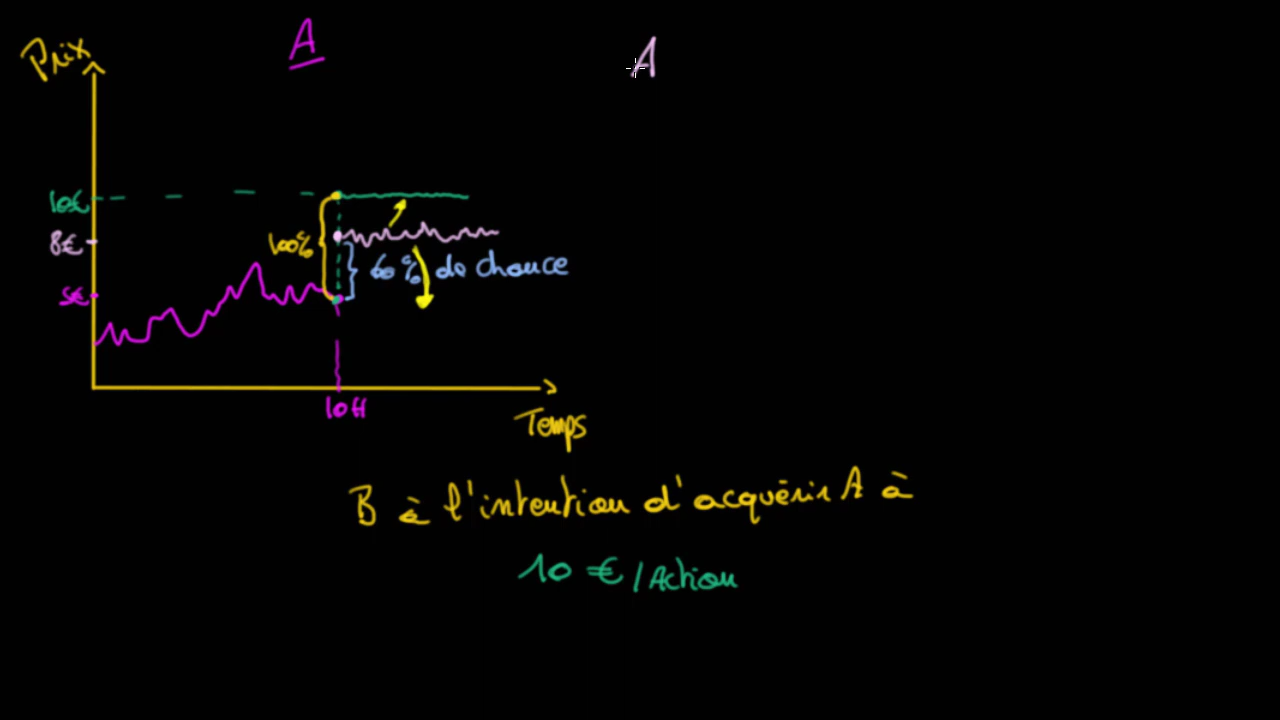 A
A
Prix
10€
8€
100%
60% de chance
5€
10H
Temps
B à l'intention d'acquérir A à
10 €/Action